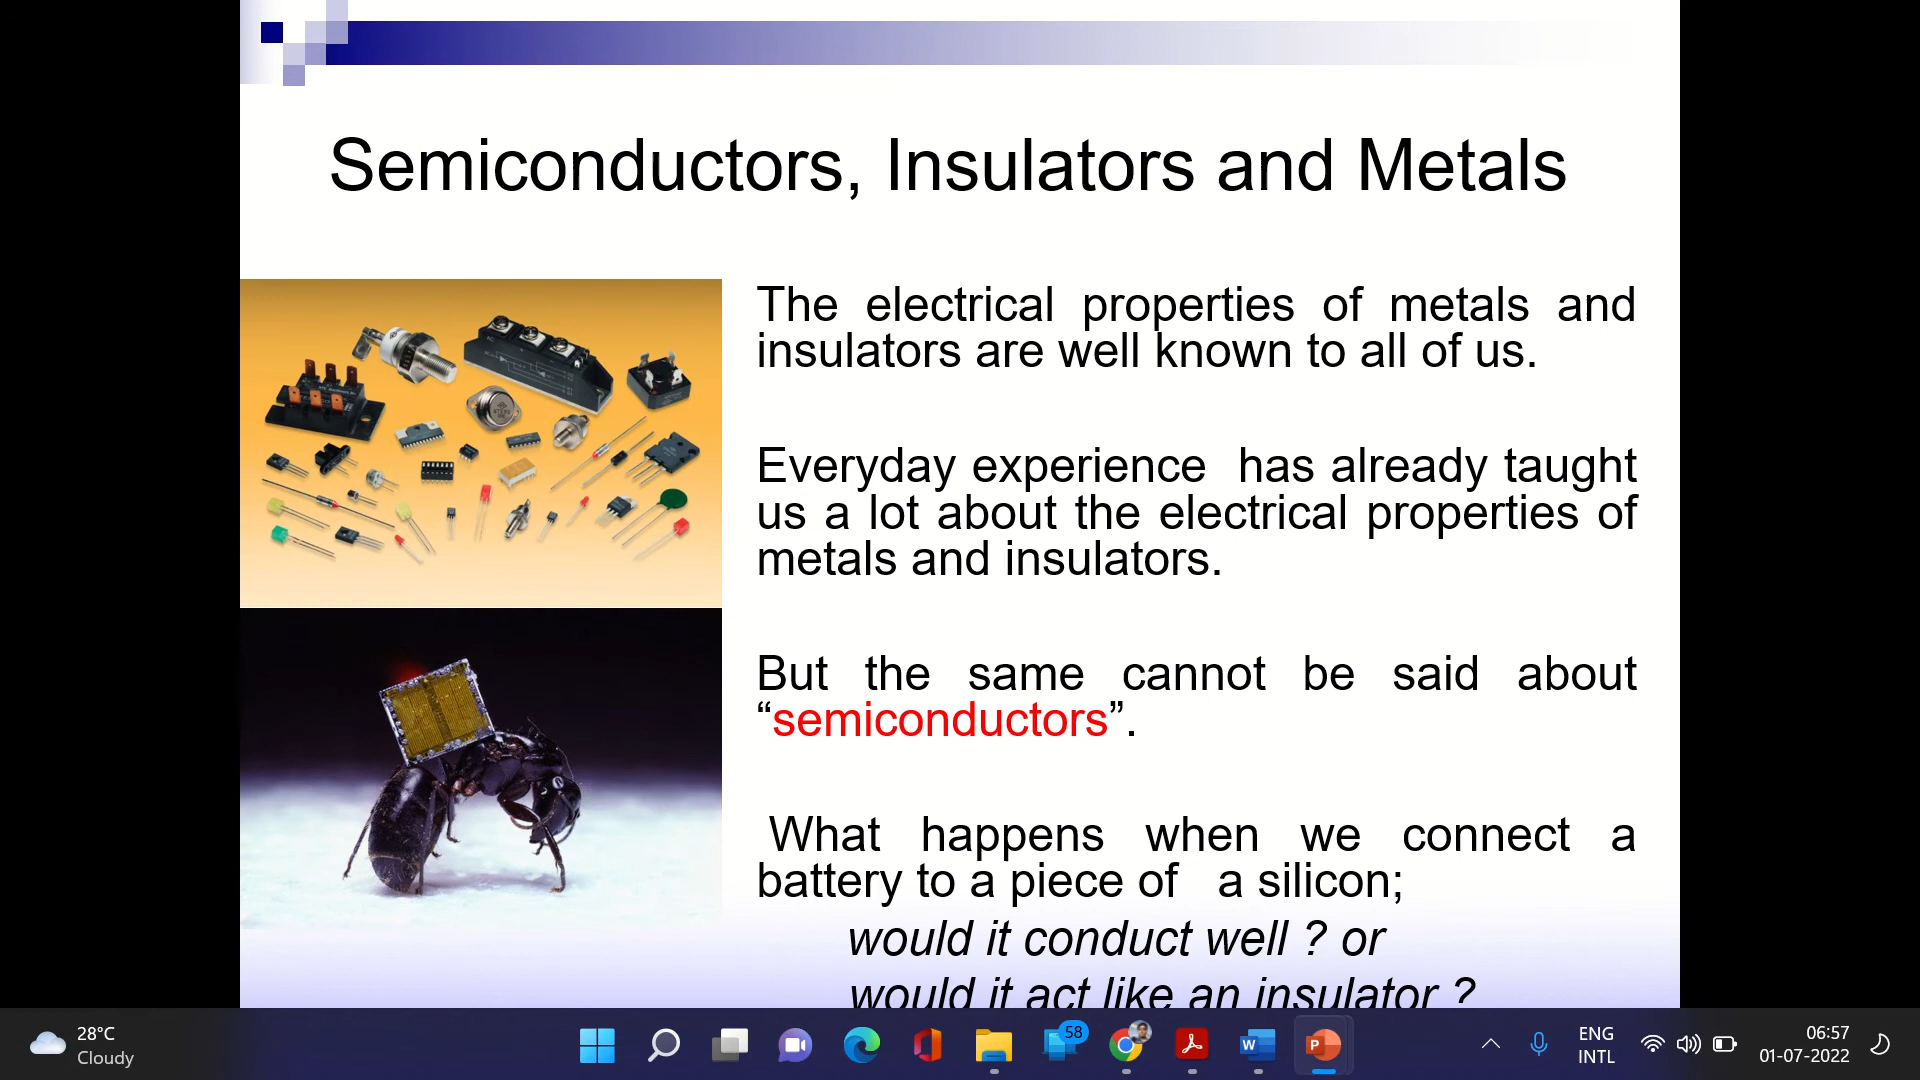 Semiconductors, Insulators and Metals
The electrical properties of metals and
insulators are well known to all of us.
Everyday experience has already taught
us a lot about the electrical properties of
metals and insulators.
But the same cannot be said about
“semiconductors”.
What happens when we connect a
battery to a piece of a silicon;
would it conduct well ? or
would it act like an insulator ?
28°C
Cloudy
58
W
P
ENG
INTL
06:57
01-07-2022